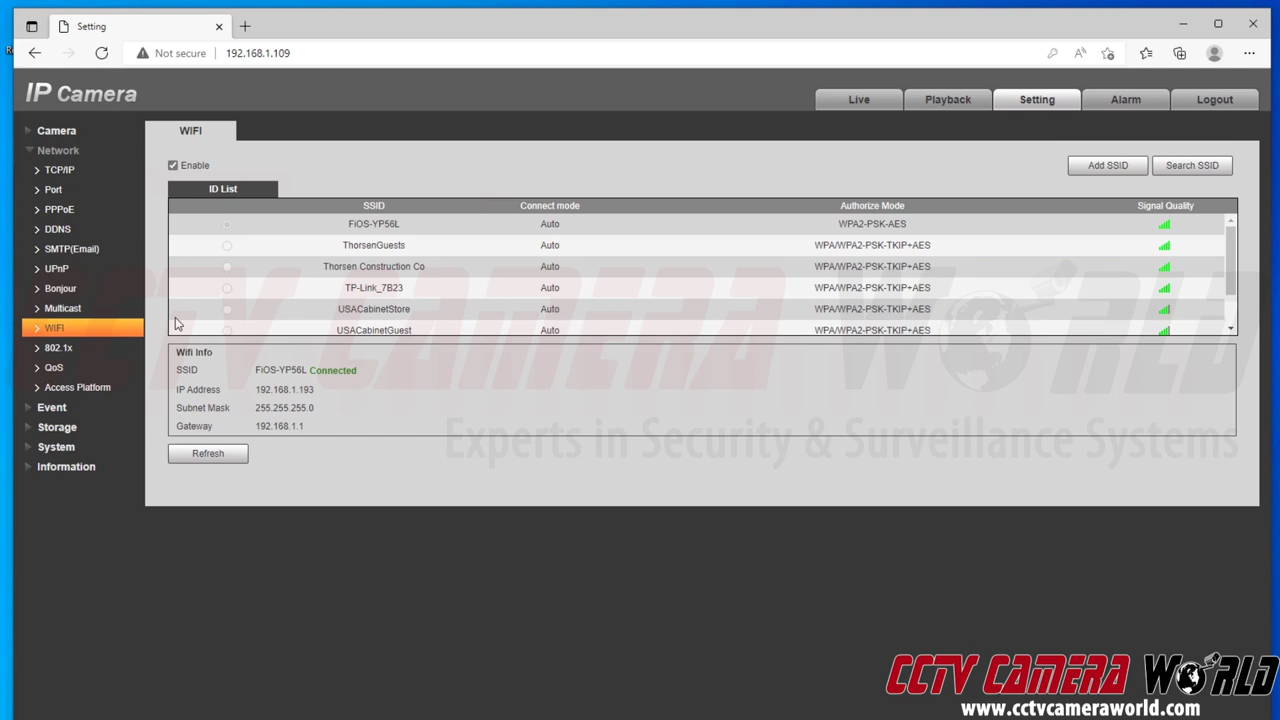 Setting
Not secure 192.168.1.109
IP Camera
Live Playback Setting Alarm Logout
Camera
Network
TCP/IP
Port
PPPoE
DDNS
SMTP(Email)
UPnP
Bonjour
Multicast
WIFI
802.1x
QoS
Access Platform
Event
Storage
System
Information
WIFI
Enable
Add SSID Search SSID
ID List
SSID Connect mode Authorize Mode Signal Quality
FiOS-YP56L Auto WPA2-PSK-AES
ThorsenGuests Auto WPA/WPA2-PSK-TKIP+AES
Thorsen Construction Co Auto WPA/WPA2-PSK-TKIP+AES
TP-Link_7B23 Auto WPA/WPA2-PSK-TKIP+AES
USACabinetStore Auto WPA/WPA2-PSK-TKIP+AES
USACabinetGuest Auto WPA/WPA2-PSK-TKIP+AES
Wifi Info
SSID FiOS-YP56L Connected
IP Address 192.168.1.193
Subnet Mask 255.255.255.0
Gateway 192.168.1.1
Refresh
CCTV CAMERA WORLD
Experts in Security & Surveillance Systems
CCTV CAMERA WORLD
www.cctvcameraworld.com